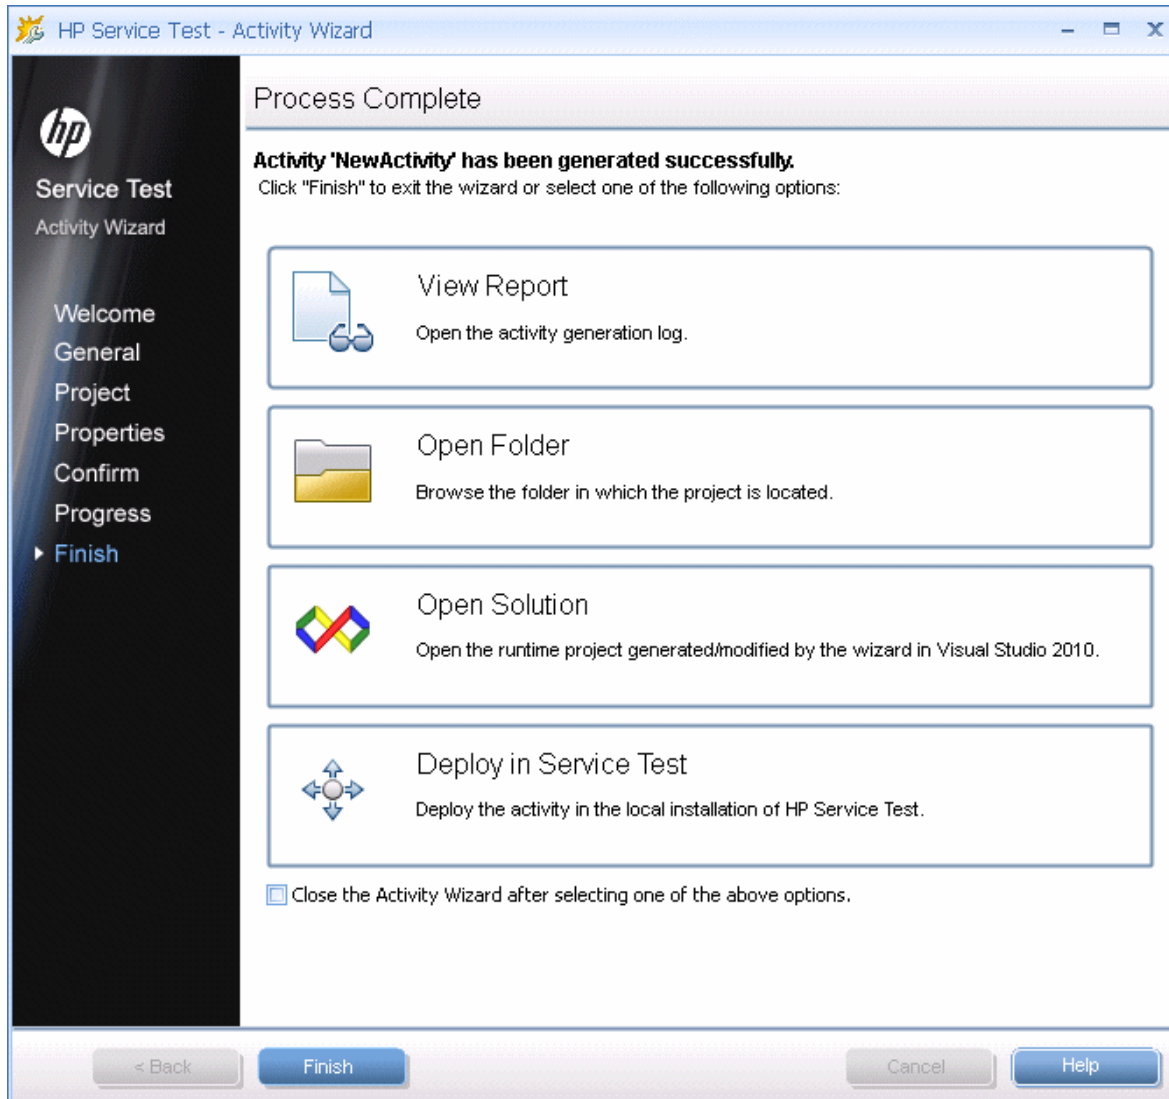 HP Service Test - Activity Wizard
hp
Service Test
Activity Wizard
Welcome
General
Project
Properties
Confirm
Progress
Finish
Process Complete
Activity 'NewActivity' has been generated successfully.
Click "Finish" to exit the wizard or select one of the following options:
View Report
Open the activity generation log.
Open Folder
Browse the folder in which the project is located.
Open Solution
Open the runtime project generated/modified by the wizard in Visual Studio 2010.
Deploy in Service Test
Deploy the activity in the local installation of HP Service Test.
Close the Activity Wizard after selecting one of the above options.
< Back
Finish
Cancel
Help